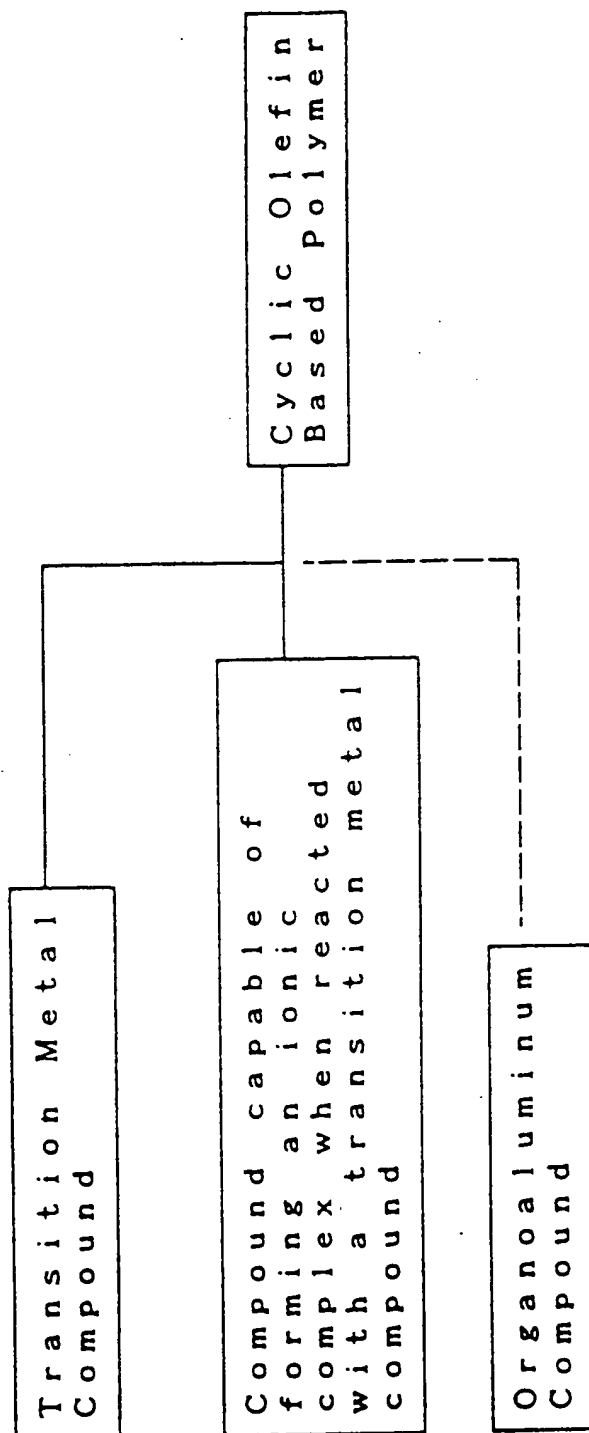 Transition Metal
Compound
Compound capable of
forming an ionic
complex when reacted
with a transition metal
compound
Organoaluminum
Compound
Cyclic Olefin
Based Polymer